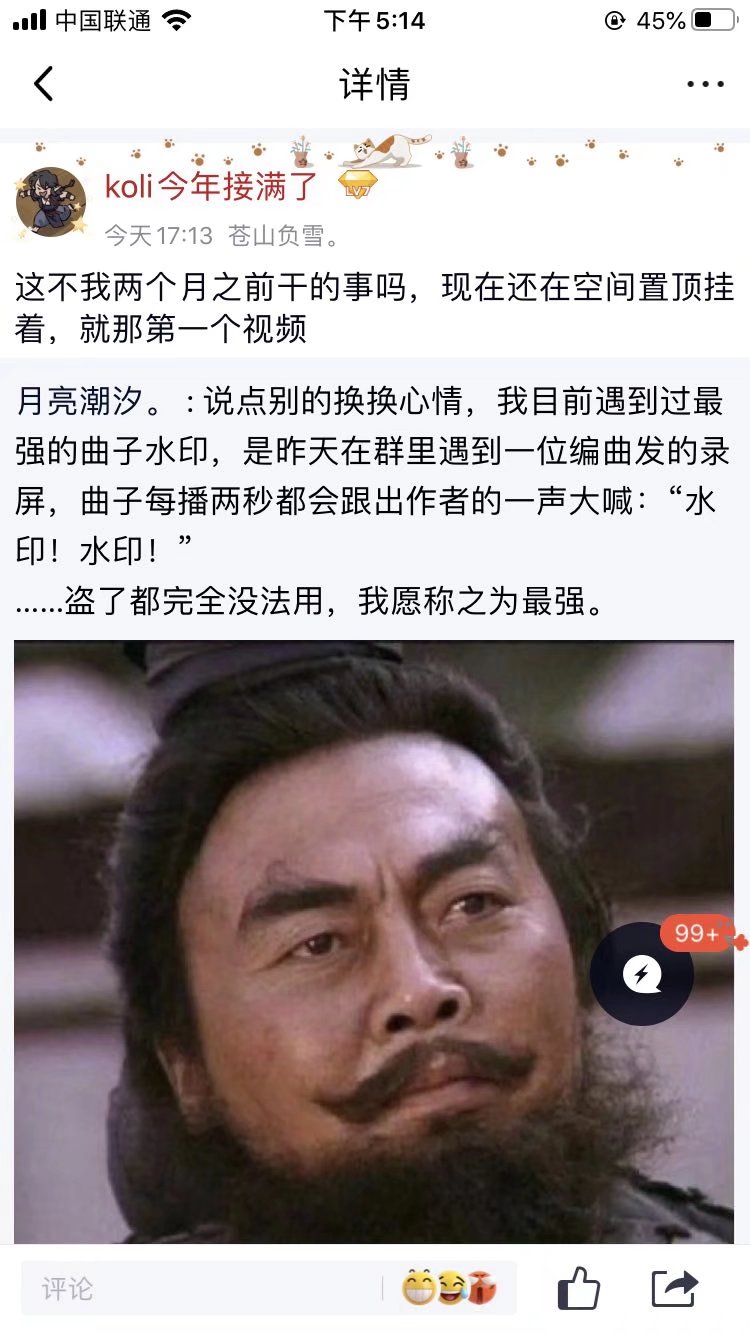 中国联通 下午5:14 45%
详情
koli今年接满了 LV7
今天17:13 苍山负雪。
这不我两个月之前干的事吗，现在还在空间置顶挂
着，就那第一个视频
月亮潮汐。：说点别的换换心情，我目前遇到过最
强的曲子水印，是昨天在群里遇到一位编曲发的录
屏，曲子每播两秒都会跟出作者的一声大喊：“水
印！水印！”
......盗了都完全没法用，我愿称之为最强。
99+
评论